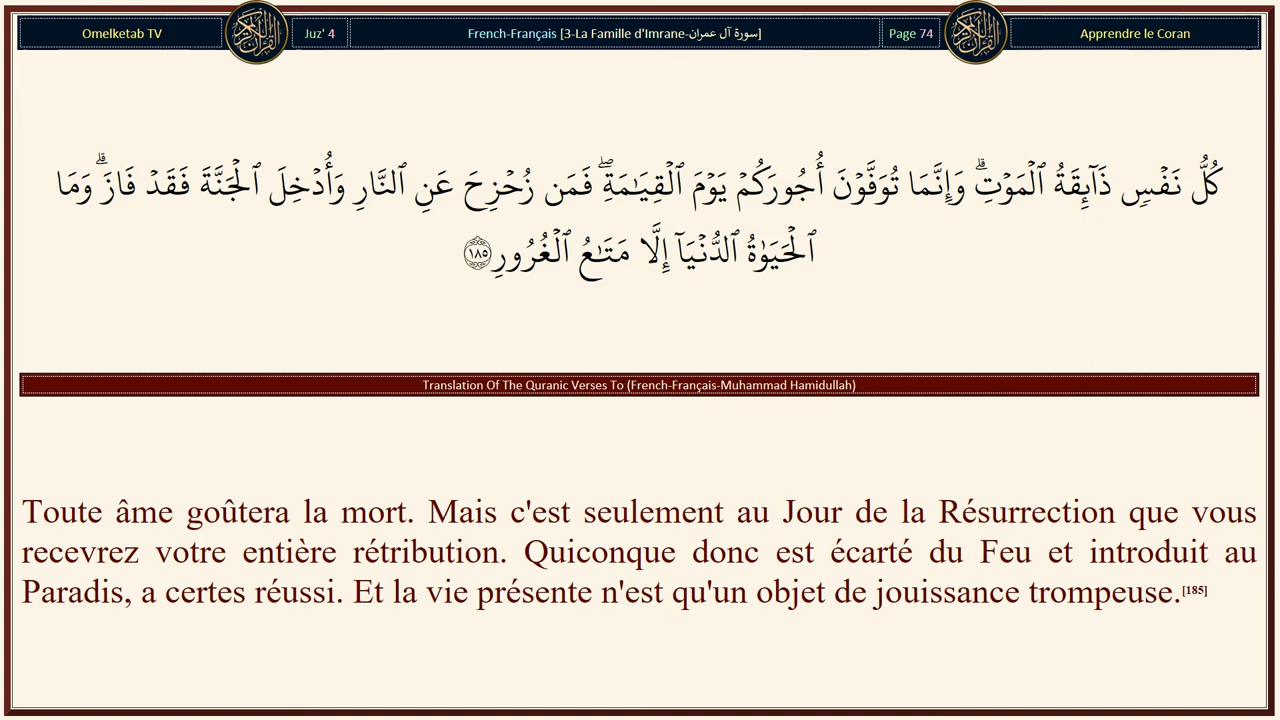 Omelketab TV
Juz' 4
French-Français [3-La Famille d'Imrane-سورة آل عمران]
Page 74
Apprendre le Coran
كُلُّ نَفْسٖ ذَآئِقَةُ ٱلْمَوْتِۗ وَإِنَّمَا تُوَفَّوْنَ أُجُورَكُمْ يَوْمَ ٱلْقِيَٰمَةِۖ فَمَن زُحْزِحَ عَنِ ٱلنَّارِ وَأُدْخِلَ ٱلْجَنَّةَ فَقَدْ فَازَۗ وَمَا
ٱلْحَيَوٰةُ ٱلدُّنْيَآ إِلَّا مَتَٰعُ ٱلْغُرُورِ ١٨٥
Translation Of The Quranic Verses To (French-Français-Muhammad Hamidullah)
Toute âme goûtera la mort. Mais c'est seulement au Jour de la Résurrection que vous
recevrez votre entière rétribution. Quiconque donc est écarté du Feu et introduit au
Paradis, a certes réussi. Et la vie présente n'est qu'un objet de jouissance trompeuse.[185]